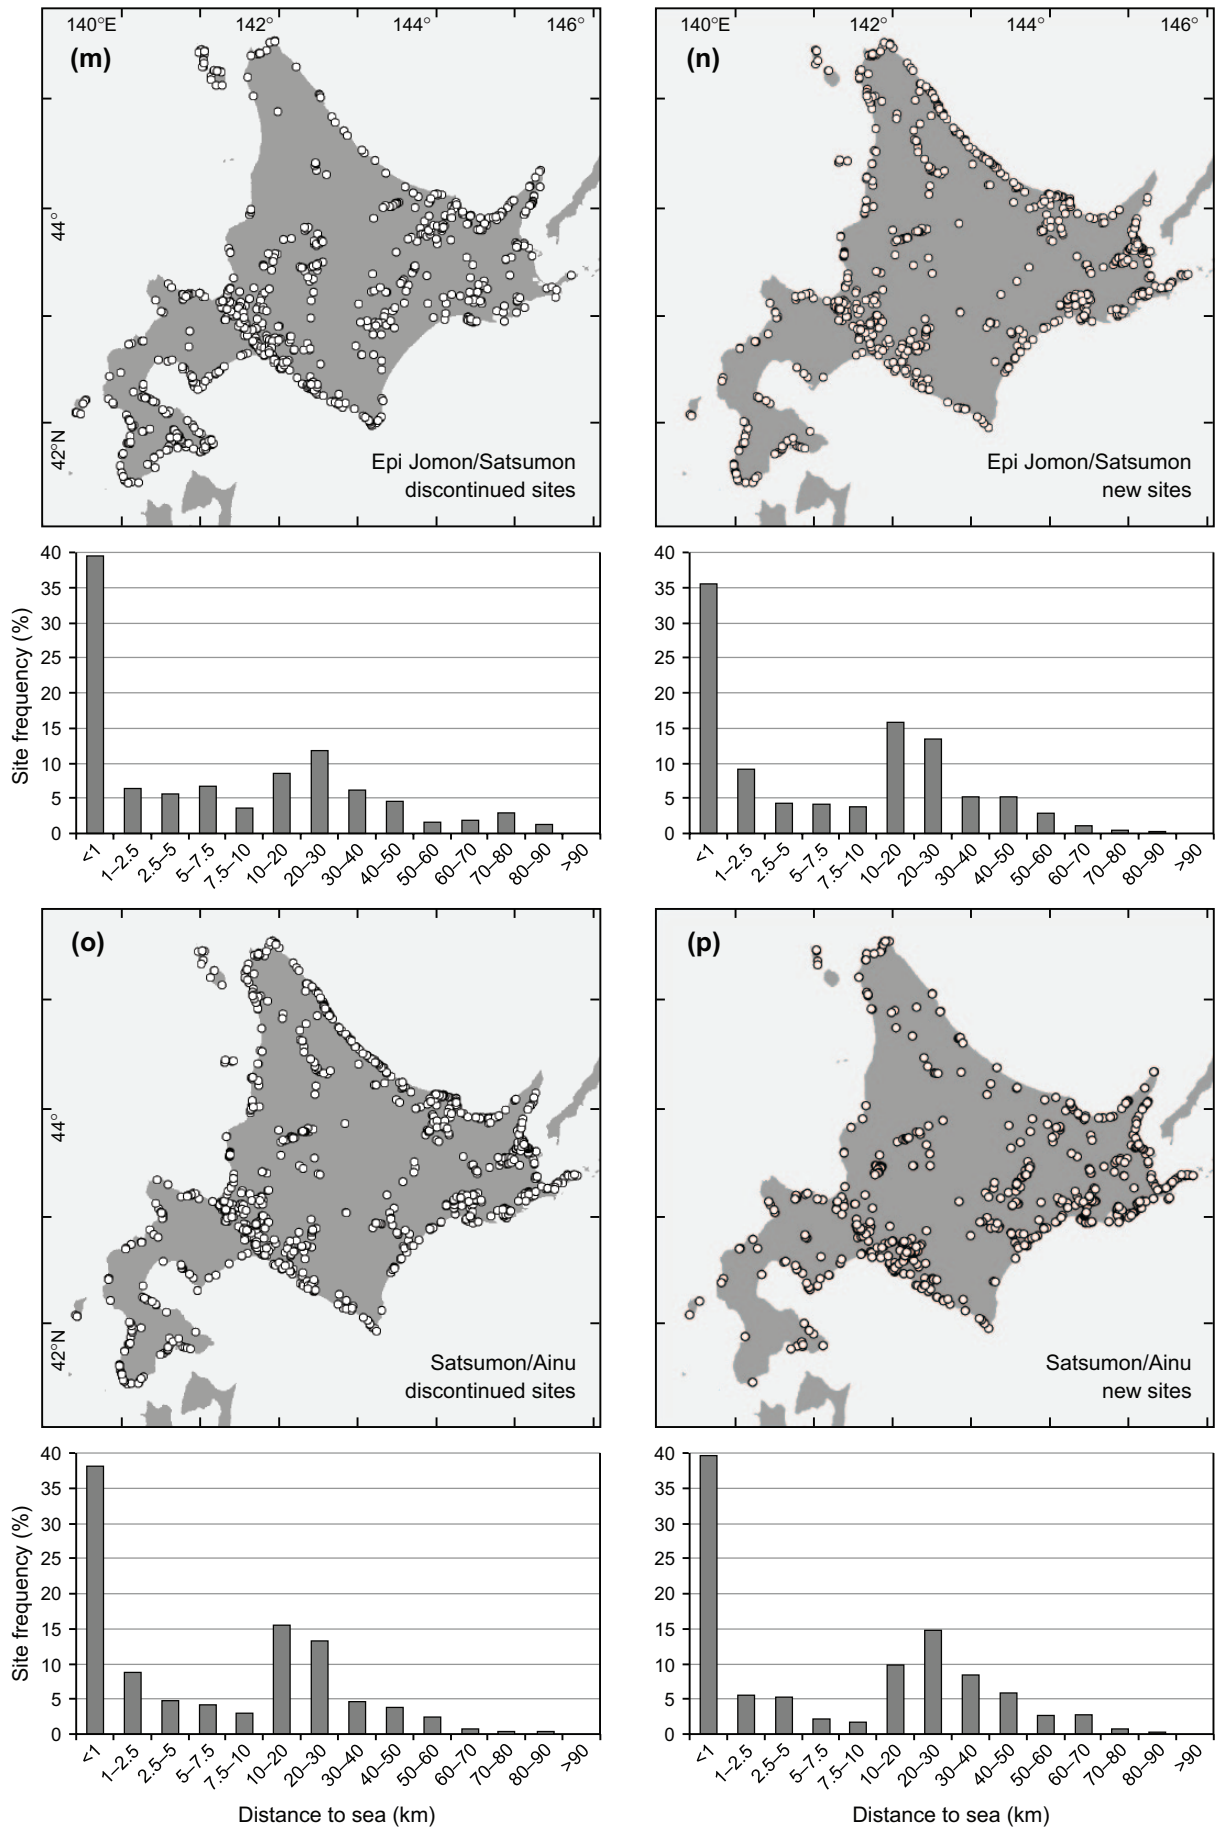 140°E 142° 144° 146°
(m)
44°
42°N
Epi Jomon/Satsumon
discontinued sites
140°E 142° 144° 146°
(n)
Epi Jomon/Satsumon
new sites
Site frequency (%)
40
35
30
25
20
15
10
5
0
<1 1–2.5 2.5–5 5–7.5 7.5–10 10–20 20–30 30–40 40–50 50–60 60–70 70–80 80–90 >90
40
35
30
25
20
15
10
5
0
<1 1–2.5 2.5–5 5–7.5 7.5–10 10–20 20–30 30–40 40–50 50–60 60–70 70–80 80–90 >90
(o)
44°
42°N
Satsumon/Ainu
discontinued sites
(p)
Satsumon/Ainu
new sites
Site frequency (%)
40
35
30
25
20
15
10
5
0
<1 1–2.5 2.5–5 5–7.5 7.5–10 10–20 20–30 30–40 40–50 50–60 60–70 70–80 80–90 >90
Distance to sea (km)
40
35
30
25
20
15
10
5
0
<1 1–2.5 2.5–5 5–7.5 7.5–10 10–20 20–30 30–40 40–50 50–60 60–70 70–80 80–90 >90
Distance to sea (km)